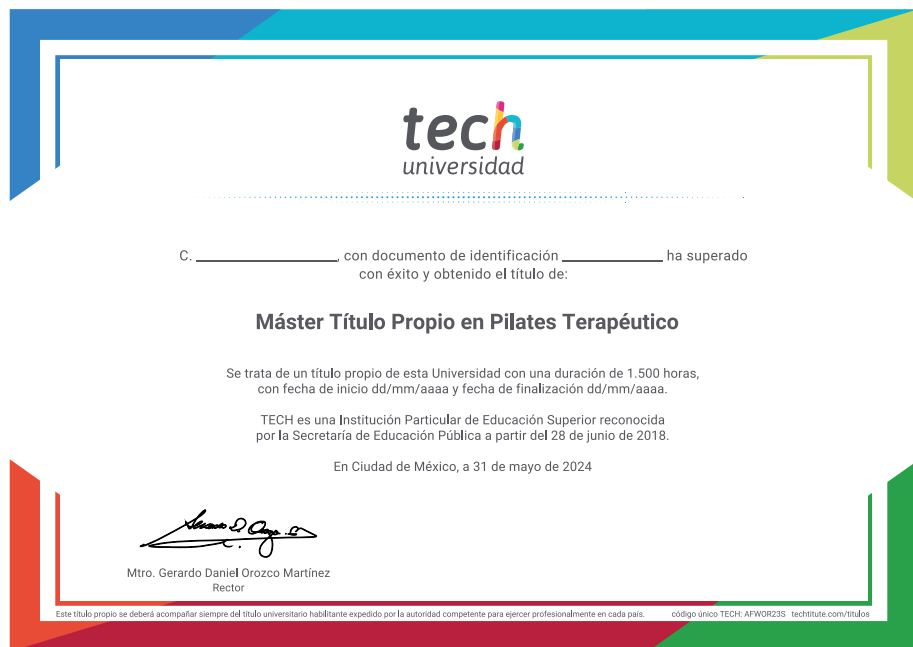 tech
universidad
C. ____________________, con documento de identificación ______________ ha superado
con éxito y obtenido el título de:
Máster Título Propio en Pilates Terapéutico
Se trata de un título propio de esta Universidad con una duración de 1.500 horas,
con fecha de inicio dd/mm/aaaa y fecha de finalización dd/mm/aaaa.
TECH es una Institución Particular de Educación Superior reconocida
por la Secretaría de Educación Pública a partir del 28 de junio de 2018.
En Ciudad de México, a 31 de mayo de 2024
Mtro. Gerardo Daniel Orozco Martínez
Rector
Este título propio se deberá acompañar siempre del título universitario habilitante expedido por la autoridad competente para ejercer profesionalmente en cada país. código único TECH: AFWOR23S techtitute.com/titulos